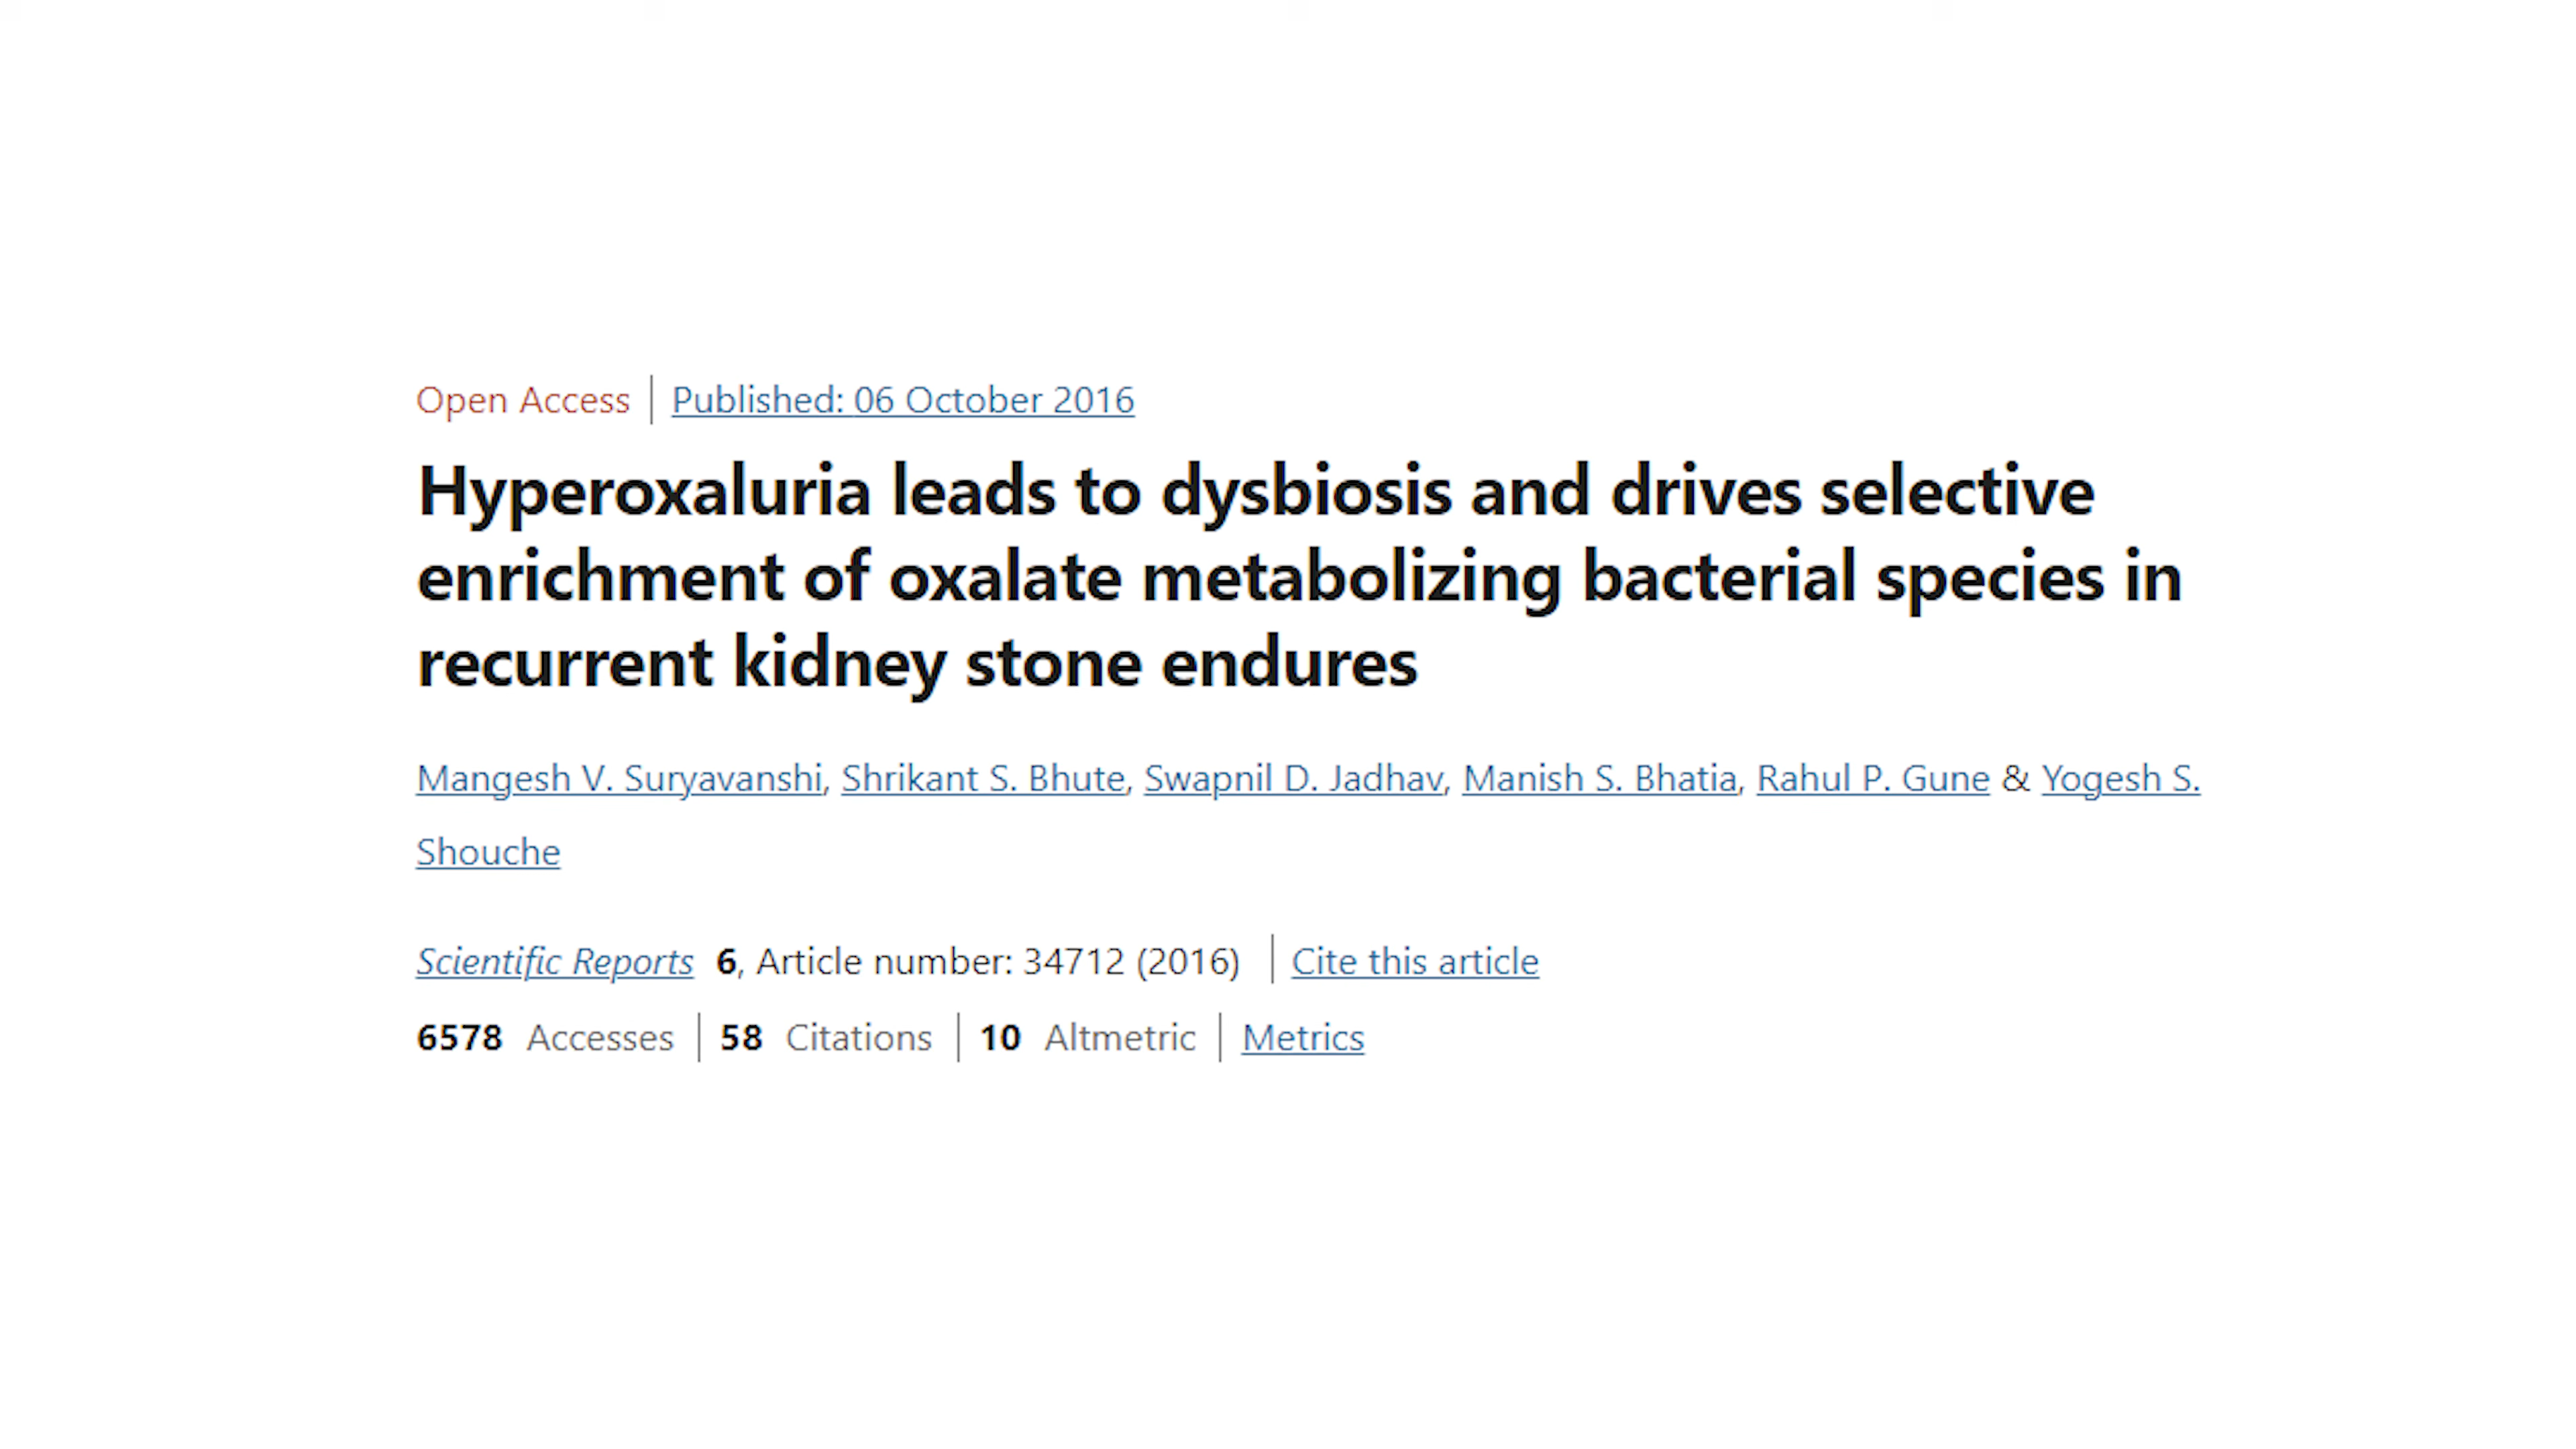 Open Access | Published: 06 October 2016
Hyperoxaluria leads to dysbiosis and drives selective
enrichment of oxalate metabolizing bacterial species in
recurrent kidney stone endures
Mangesh V. Suryavanshi, Shrikant S. Bhute, Swapnil D. Jadhav, Manish S. Bhatia, Rahul P. Gune & Yogesh S.
Shouche
Scientific Reports 6, Article number: 34712 (2016) | Cite this article
6578 Accesses | 58 Citations | 10 Altmetric | Metrics